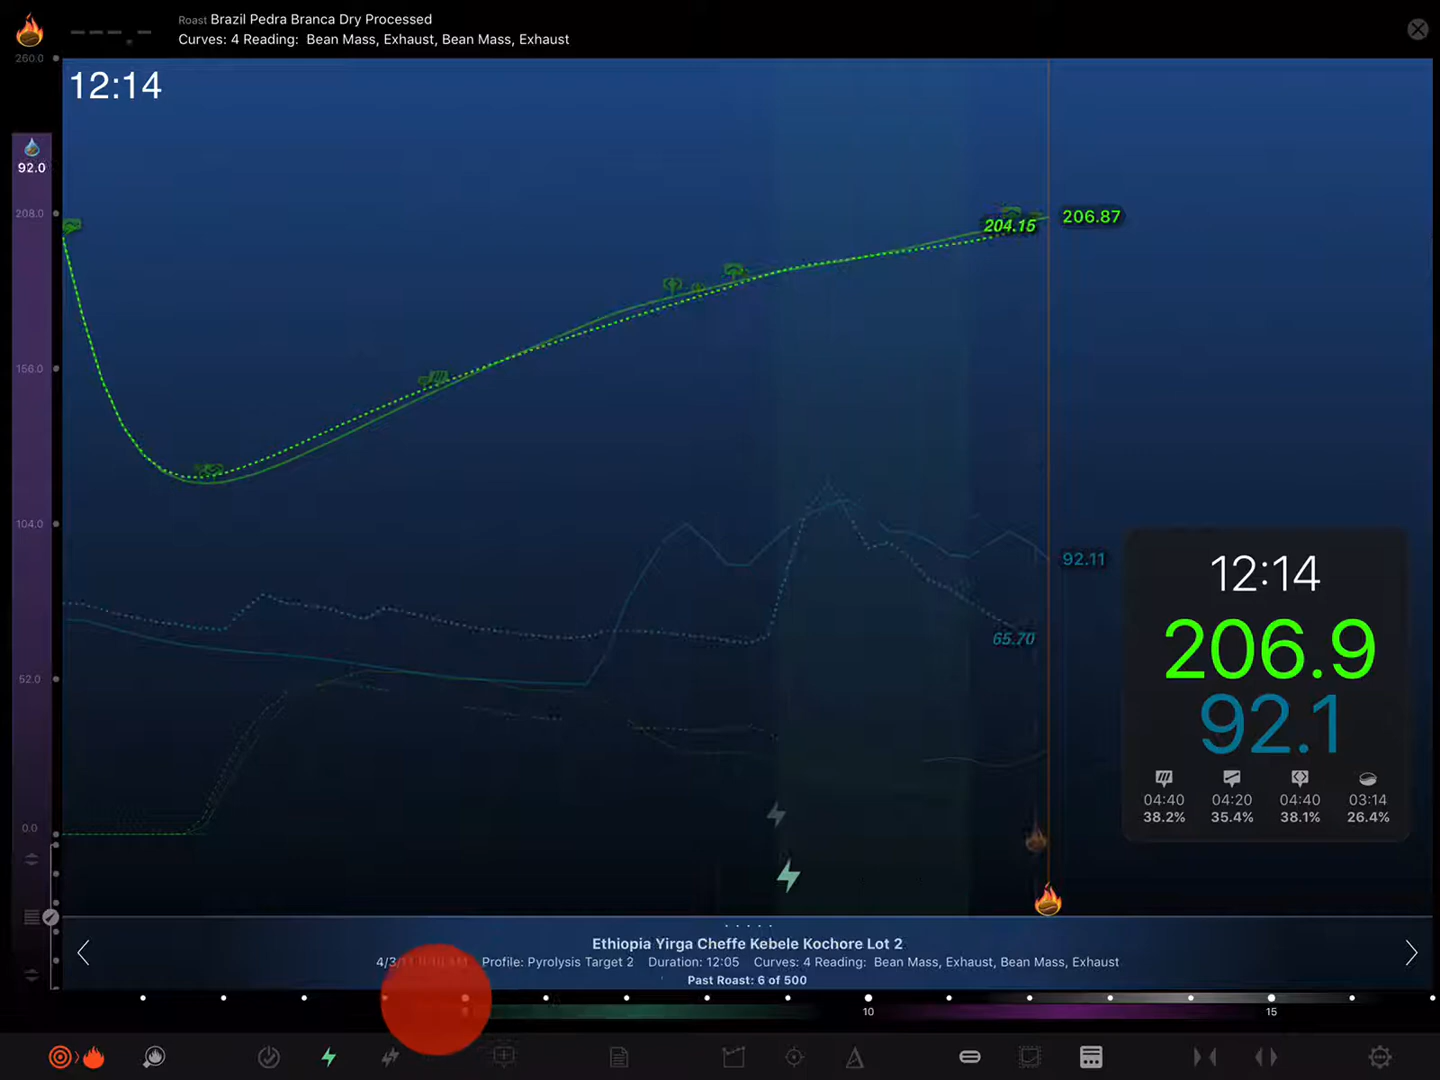 Roast Brazil Pedra Branca Dry Processed
Curves: 4 Reading: Bean Mass, Exhaust, Bean Mass, Exhaust
260.0
12:14
92.0
208.0
204.15
206.87
156.0
104.0
92.11
12:14
65.70
206.9
52.0
92.1
04:40 04:20 04:40 03:14
38.2% 35.4% 38.1% 26.4%
0.0
Ethiopia Yirga Cheffe Kebele Kochore Lot 2
Profile: Pyrolysis Target 2 Duration: 12:05 Curves: 4 Reading: Bean Mass, Exhaust, Bean Mass, Exhaust
Past Roast: 6 of 500
10 15